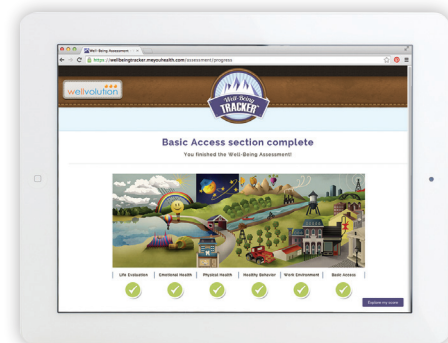 Well-Being Assessment
https://wellbeingtracker.meyouhealth.com/assessment/progress
wellvolution
Well-Being
TRACKER
Basic Access section complete
You finished the Well-Being Assessment!
Life Evaluation Emotional Health Physical Health Healthy Behavior Work Environment Basic Access
Explore my score